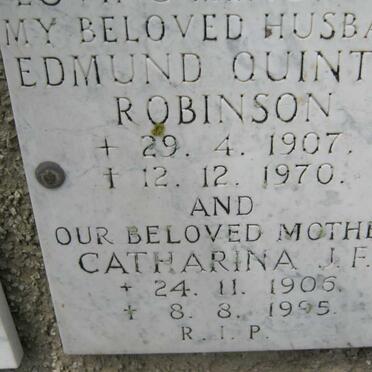 MY BELOVED HUSBA
EDMUND QUINT
ROBINSON
+ 29. 4. 1907.
† 12. 12. 1970.
AND
OUR BELOVED MOTHE
CATHARINA J.F.
+ 24. 11. 1906.
† 8. 8. 1995.
R.I.P.